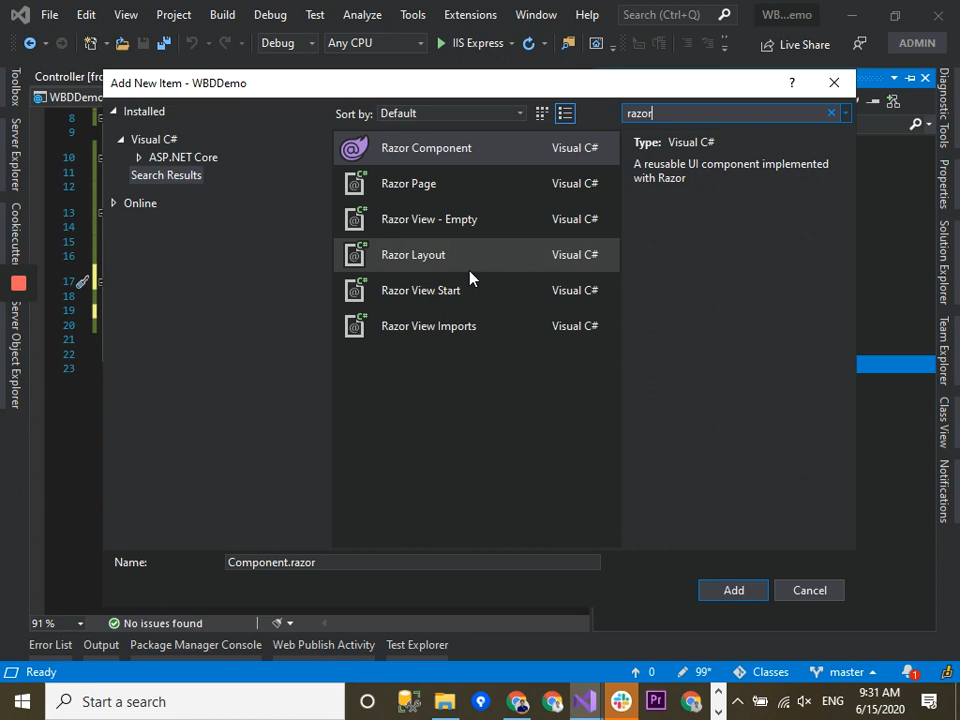 File Edit View Project Build Debug Test Analyze Tools Extensions Window Help Search (Ctrl+Q) WB...emo
Debug Any CPU IIS Express Live Share ADMIN
Controller [fro
WBDDemo
Add New Item - WBDDemo
Installed
Visual C#
ASP.NET Core
Search Results
Online
Sort by: Default
razor
Razor Component Visual C#
Razor Page Visual C#
Razor View - Empty Visual C#
Razor Layout Visual C#
Razor View Start Visual C#
Razor View Imports Visual C#
Type: Visual C#
A reusable UI component implemented
with Razor
Name: Component.razor
Add Cancel
Toolbox
Server Explorer
Cookiecutter
SQL Server Object Explorer
8
9
10
11
12
13
14
15
16
17
18
19
20
21
22
23
Diagnostic Tools
Properties
Solution Explorer
Team Explorer
Class View
Notifications
91 % No issues found
Error List Output Package Manager Console Web Publish Activity Test Explorer
Ready 0 99* Classes master 1
Start a search
Pr
ENG
9:31 AM
6/15/2020